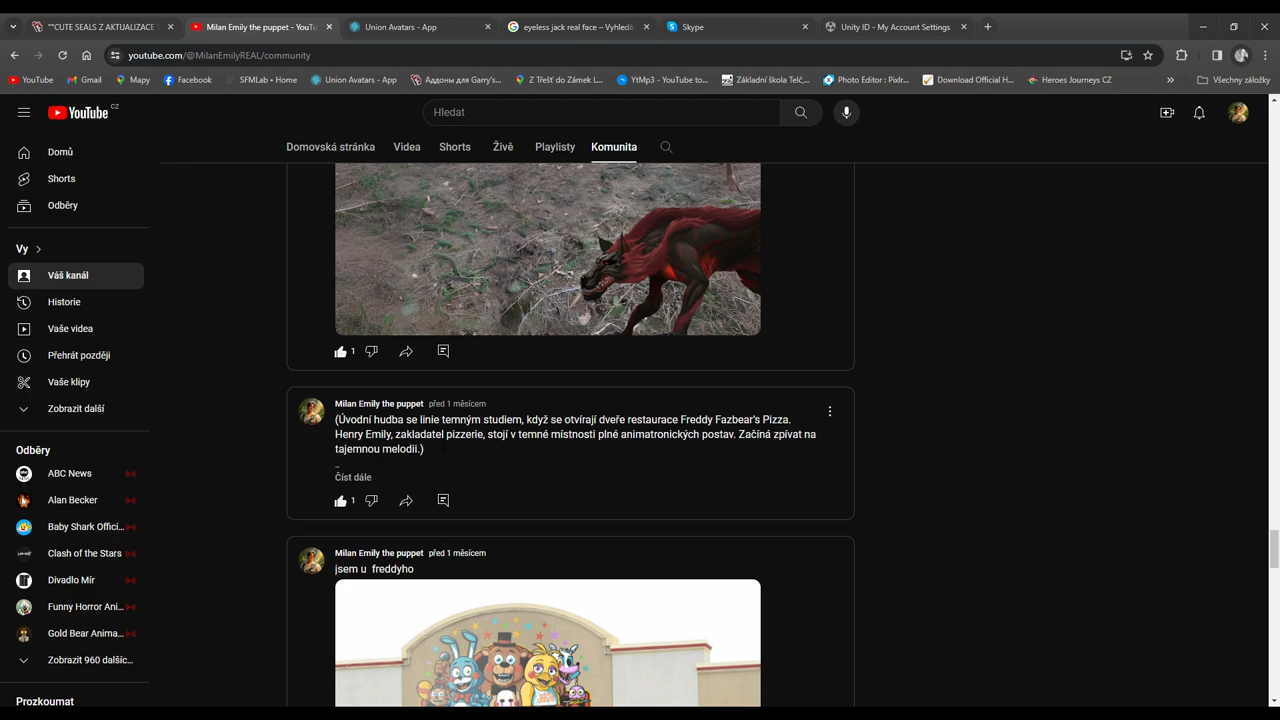 "°CUTE SEALS Z AKTUALIZACE S
Milan Emily the puppet - YouTu
Union Avatars - App
eyeless jack real face – Vyhledá
Skype
Unity ID - My Account Settings
youtube.com/@MilanEmilyREAL/community
YouTube
Gmail
Mapy
Facebook
SFMLab • Home
Union Avatars - App
Аддоны для Garry's...
Z Třešť do Zámek L...
YtMp3 - YouTube to...
Základní škola Telč,...
Photo Editor : Pixlr...
Download Official H...
Heroes Journeys CZ
Všechny záložky
YouTube CZ
Hledat
Domovská stránka
Videa
Shorts
Živě
Playlisty
Komunita
Domů
Shorts
Odběry
Vy
Váš kanál
Historie
Vaše videa
Přehrát později
Vaše klipy
Zobrazit další
Odběry
ABC News
Alan Becker
Baby Shark Offici...
Clash of the Stars
Divadlo Mír
Funny Horror Ani...
Gold Bear Anima...
Zobrazit 960 dalšíc...
Prozkoumat
1
Milan Emily the puppet před 1 měsícem
(Úvodní hudba se linie temným studiem, když se otvírají dveře restaurace Freddy Fazbear's Pizza.
Henry Emily, zakladatel pizzerie, stojí v temné místnosti plné animatronických postav. Začíná zpívat na
tajemnou melodii.)
Číst dále
1
Milan Emily the puppet před 1 měsícem
jsem u freddyho